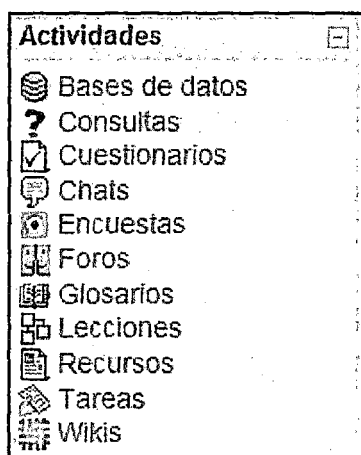 Actividades
Bases de datos
Consultas
Cuestionarios
Chats
Encuestas
Foros
Glosarios
Lecciones
Recursos
Tareas
Wikis